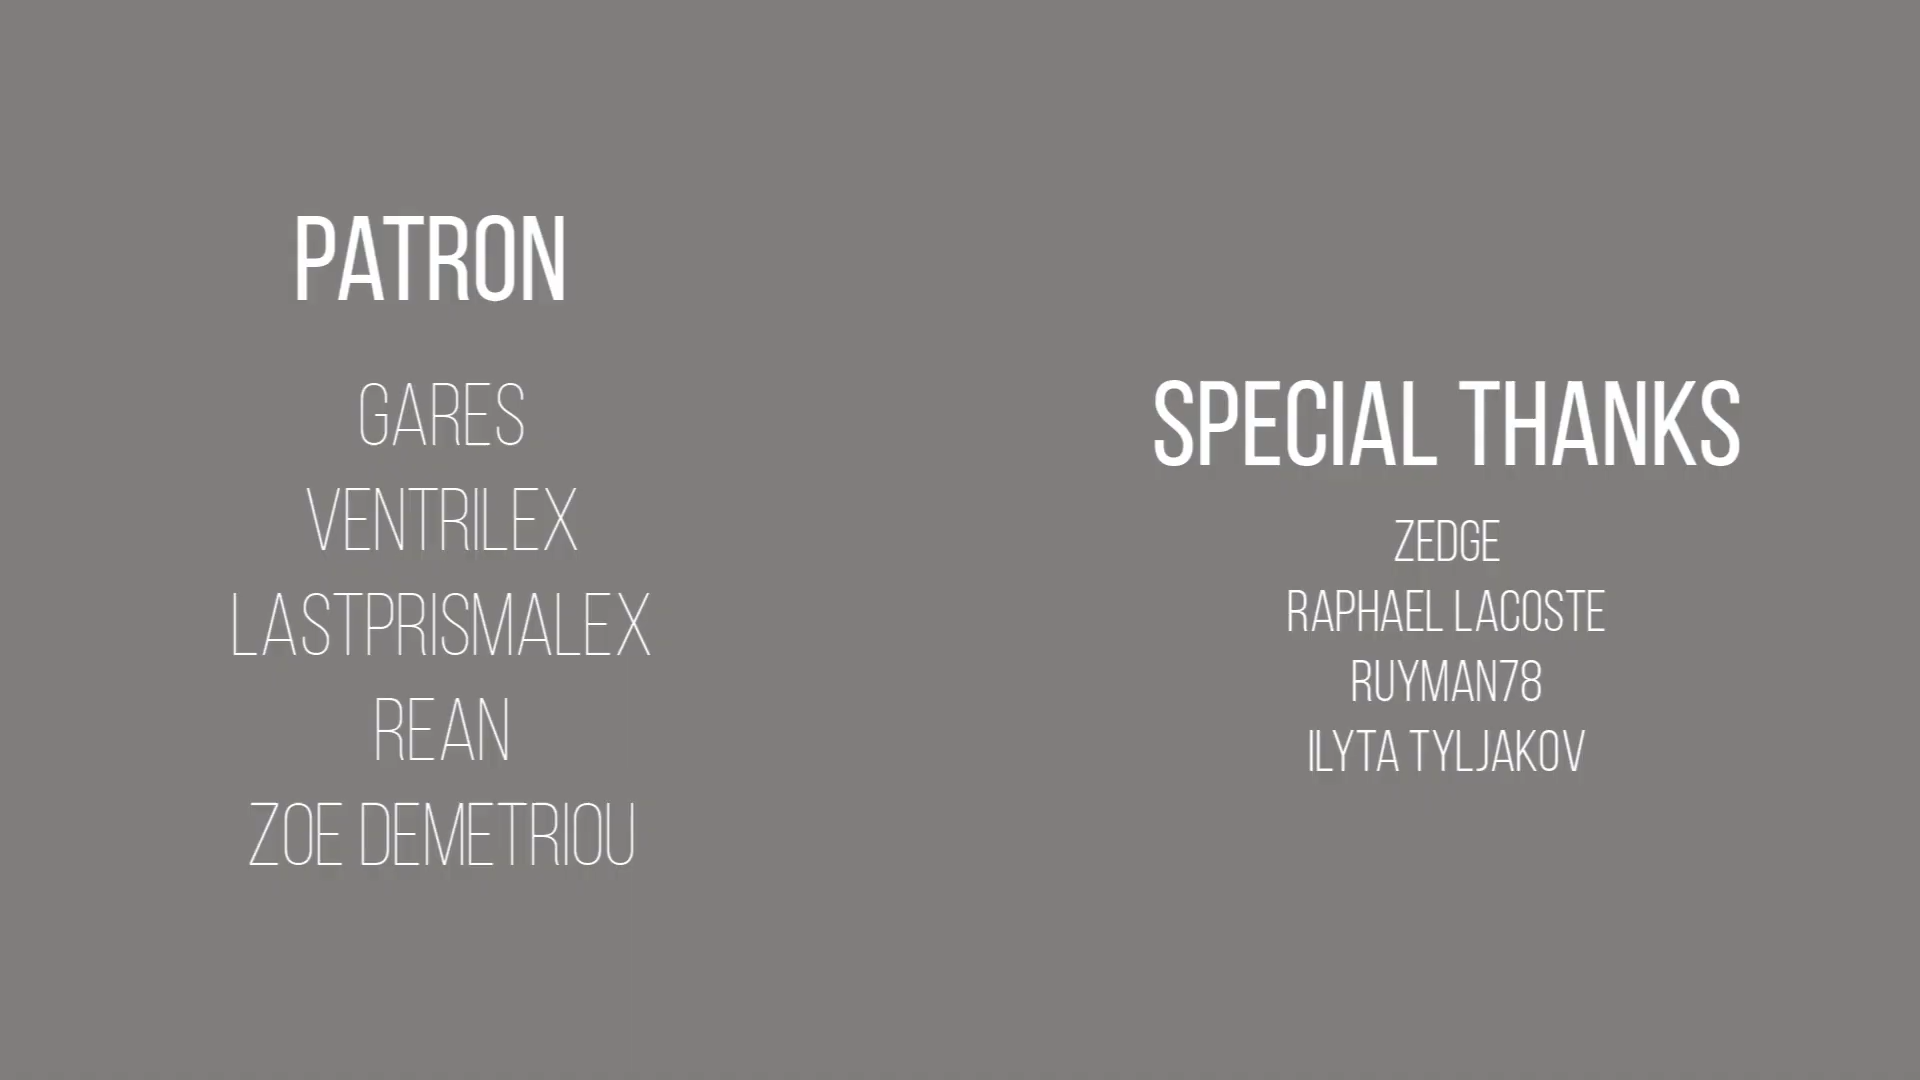 PATRON
GARES
VENTRILEX
LASTPRISMALEX
REAN
ZOE DEMETRIOU
SPECIAL THANKS
ZEDGE
RAPHAEL LACOSTE
RUYMAN78
ILYTA TYLJAKOV